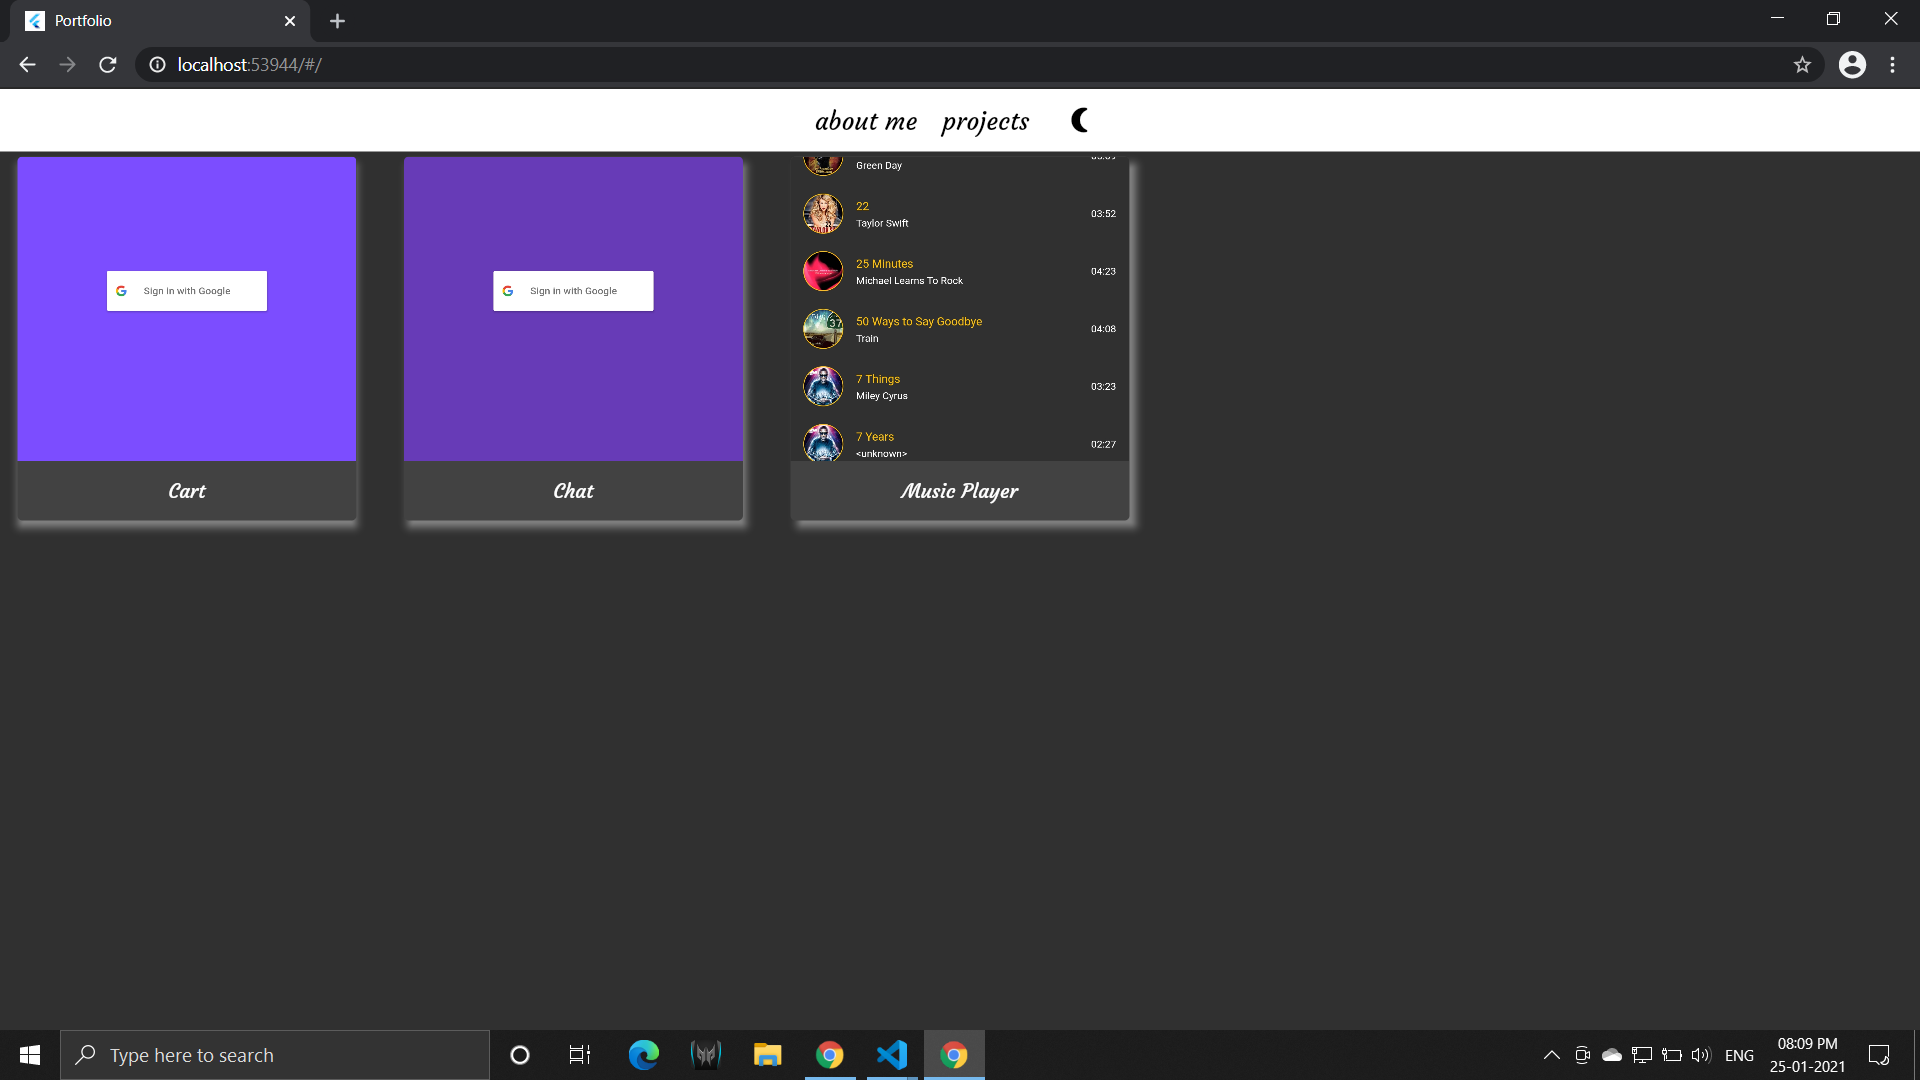 Portfolio
localhost:53944/#/
about me projects
Sign in with Google
Cart
Sign in with Google
Chat
Green Day
22
Taylor Swift
03:52
25 Minutes
Michael Learns To Rock
04:23
37
50 Ways to Say Goodbye
Train
04:08
7 Things
Miley Cyrus
03:23
7 Years
<unknown>
02:27
Music Player
Type here to search
ENG
08:09 PM
25-01-2021